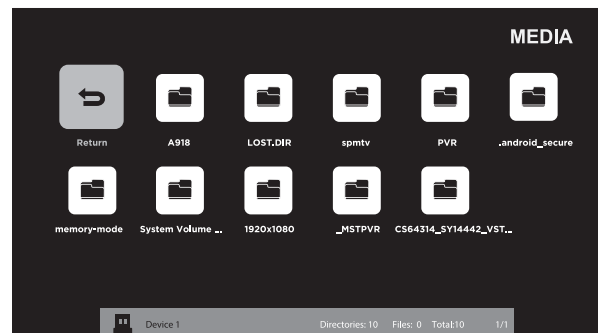 MEDIA
Return A918 LOST.DIR spmtv PVR .android_secure
memory-mode System Volume ... 1920x1080 _MSTPVR CS64314_SY14442_VST...
Device 1 Directories: 10 Files: 0 Total:10 1/1